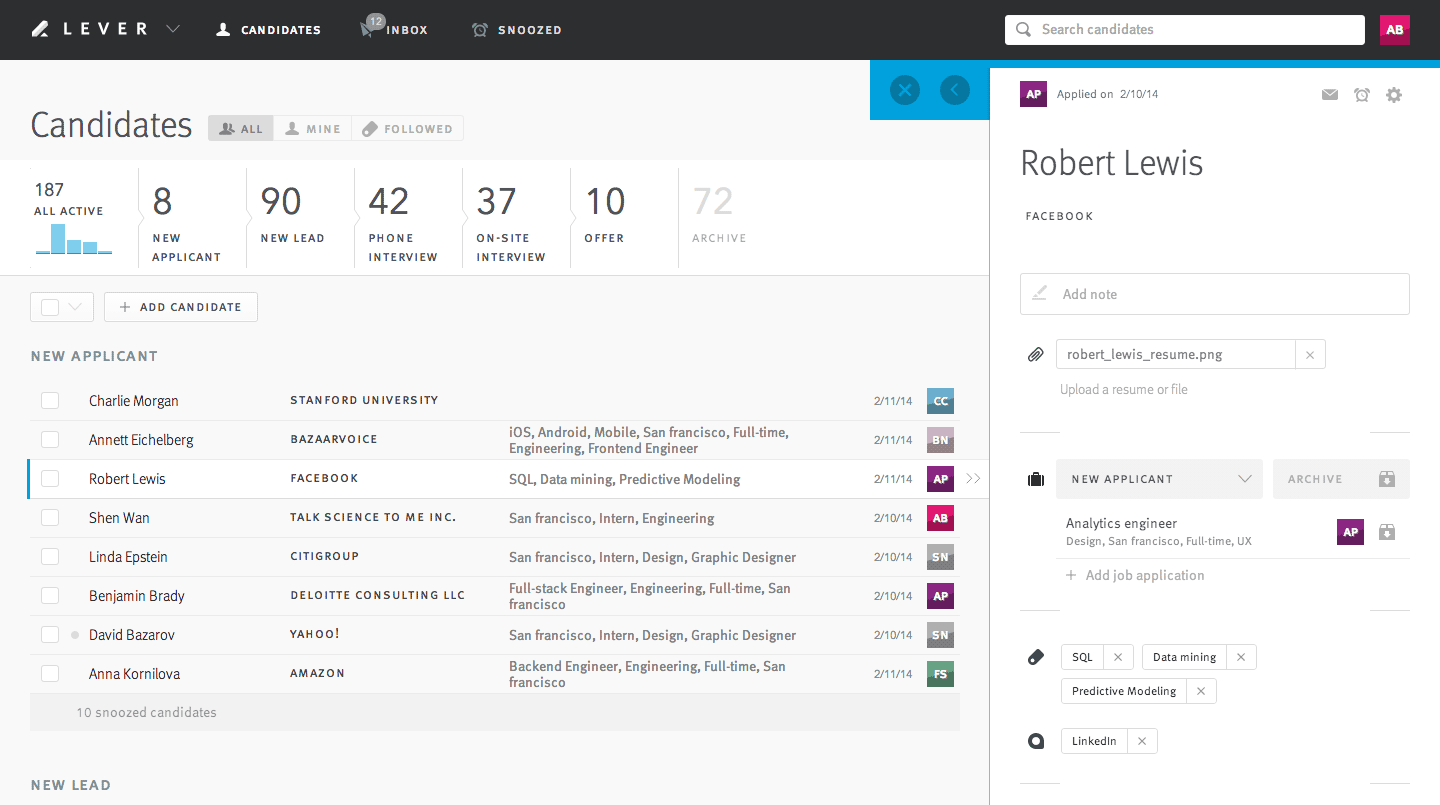 LEVER
CANDIDATES
12
INBOX
SNOOZED
Search candidates
AB
Candidates
ALL
MINE
FOLLOWED
187
ALL ACTIVE
8
NEW
APPLICANT
90
NEW LEAD
42
PHONE
INTERVIEW
37
ON-SITE
INTERVIEW
10
OFFER
72
ARCHIVE
ADD CANDIDATE
NEW APPLICANT
Charlie Morgan STANFORD UNIVERSITY 2/11/14 CC
Annett Eichelberg BAZAARVOICE iOS, Android, Mobile, San francisco, Full-time, 2/11/14 BN
Engineering, Frontend Engineer
Robert Lewis FACEBOOK SQL, Data mining, Predictive Modeling 2/11/14 AP
Shen Wan TALK SCIENCE TO ME INC. San francisco, Intern, Engineering 2/10/14 AB
Linda Epstein CITIGROUP San francisco, Intern, Design, Graphic Designer 2/10/14 SN
Benjamin Brady DELOITTE CONSULTING LLC Full-stack Engineer, Engineering, Full-time, San 2/10/14 AP
francisco
David Bazarov YAHOO! San francisco, Intern, Design, Graphic Designer 2/10/14 SN
Anna Kornilova AMAZON Backend Engineer, Engineering, Full-time, San 2/11/14 FS
francisco
10 snoozed candidates
NEW LEAD
AP Applied on 2/10/14
Robert Lewis
FACEBOOK
Add note
robert_lewis_resume.png
Upload a resume or file
NEW APPLICANT
ARCHIVE
Analytics engineer
Design, San francisco, Full-time, UX
AP
+ Add job application
SQL
Data mining
Predictive Modeling
LinkedIn